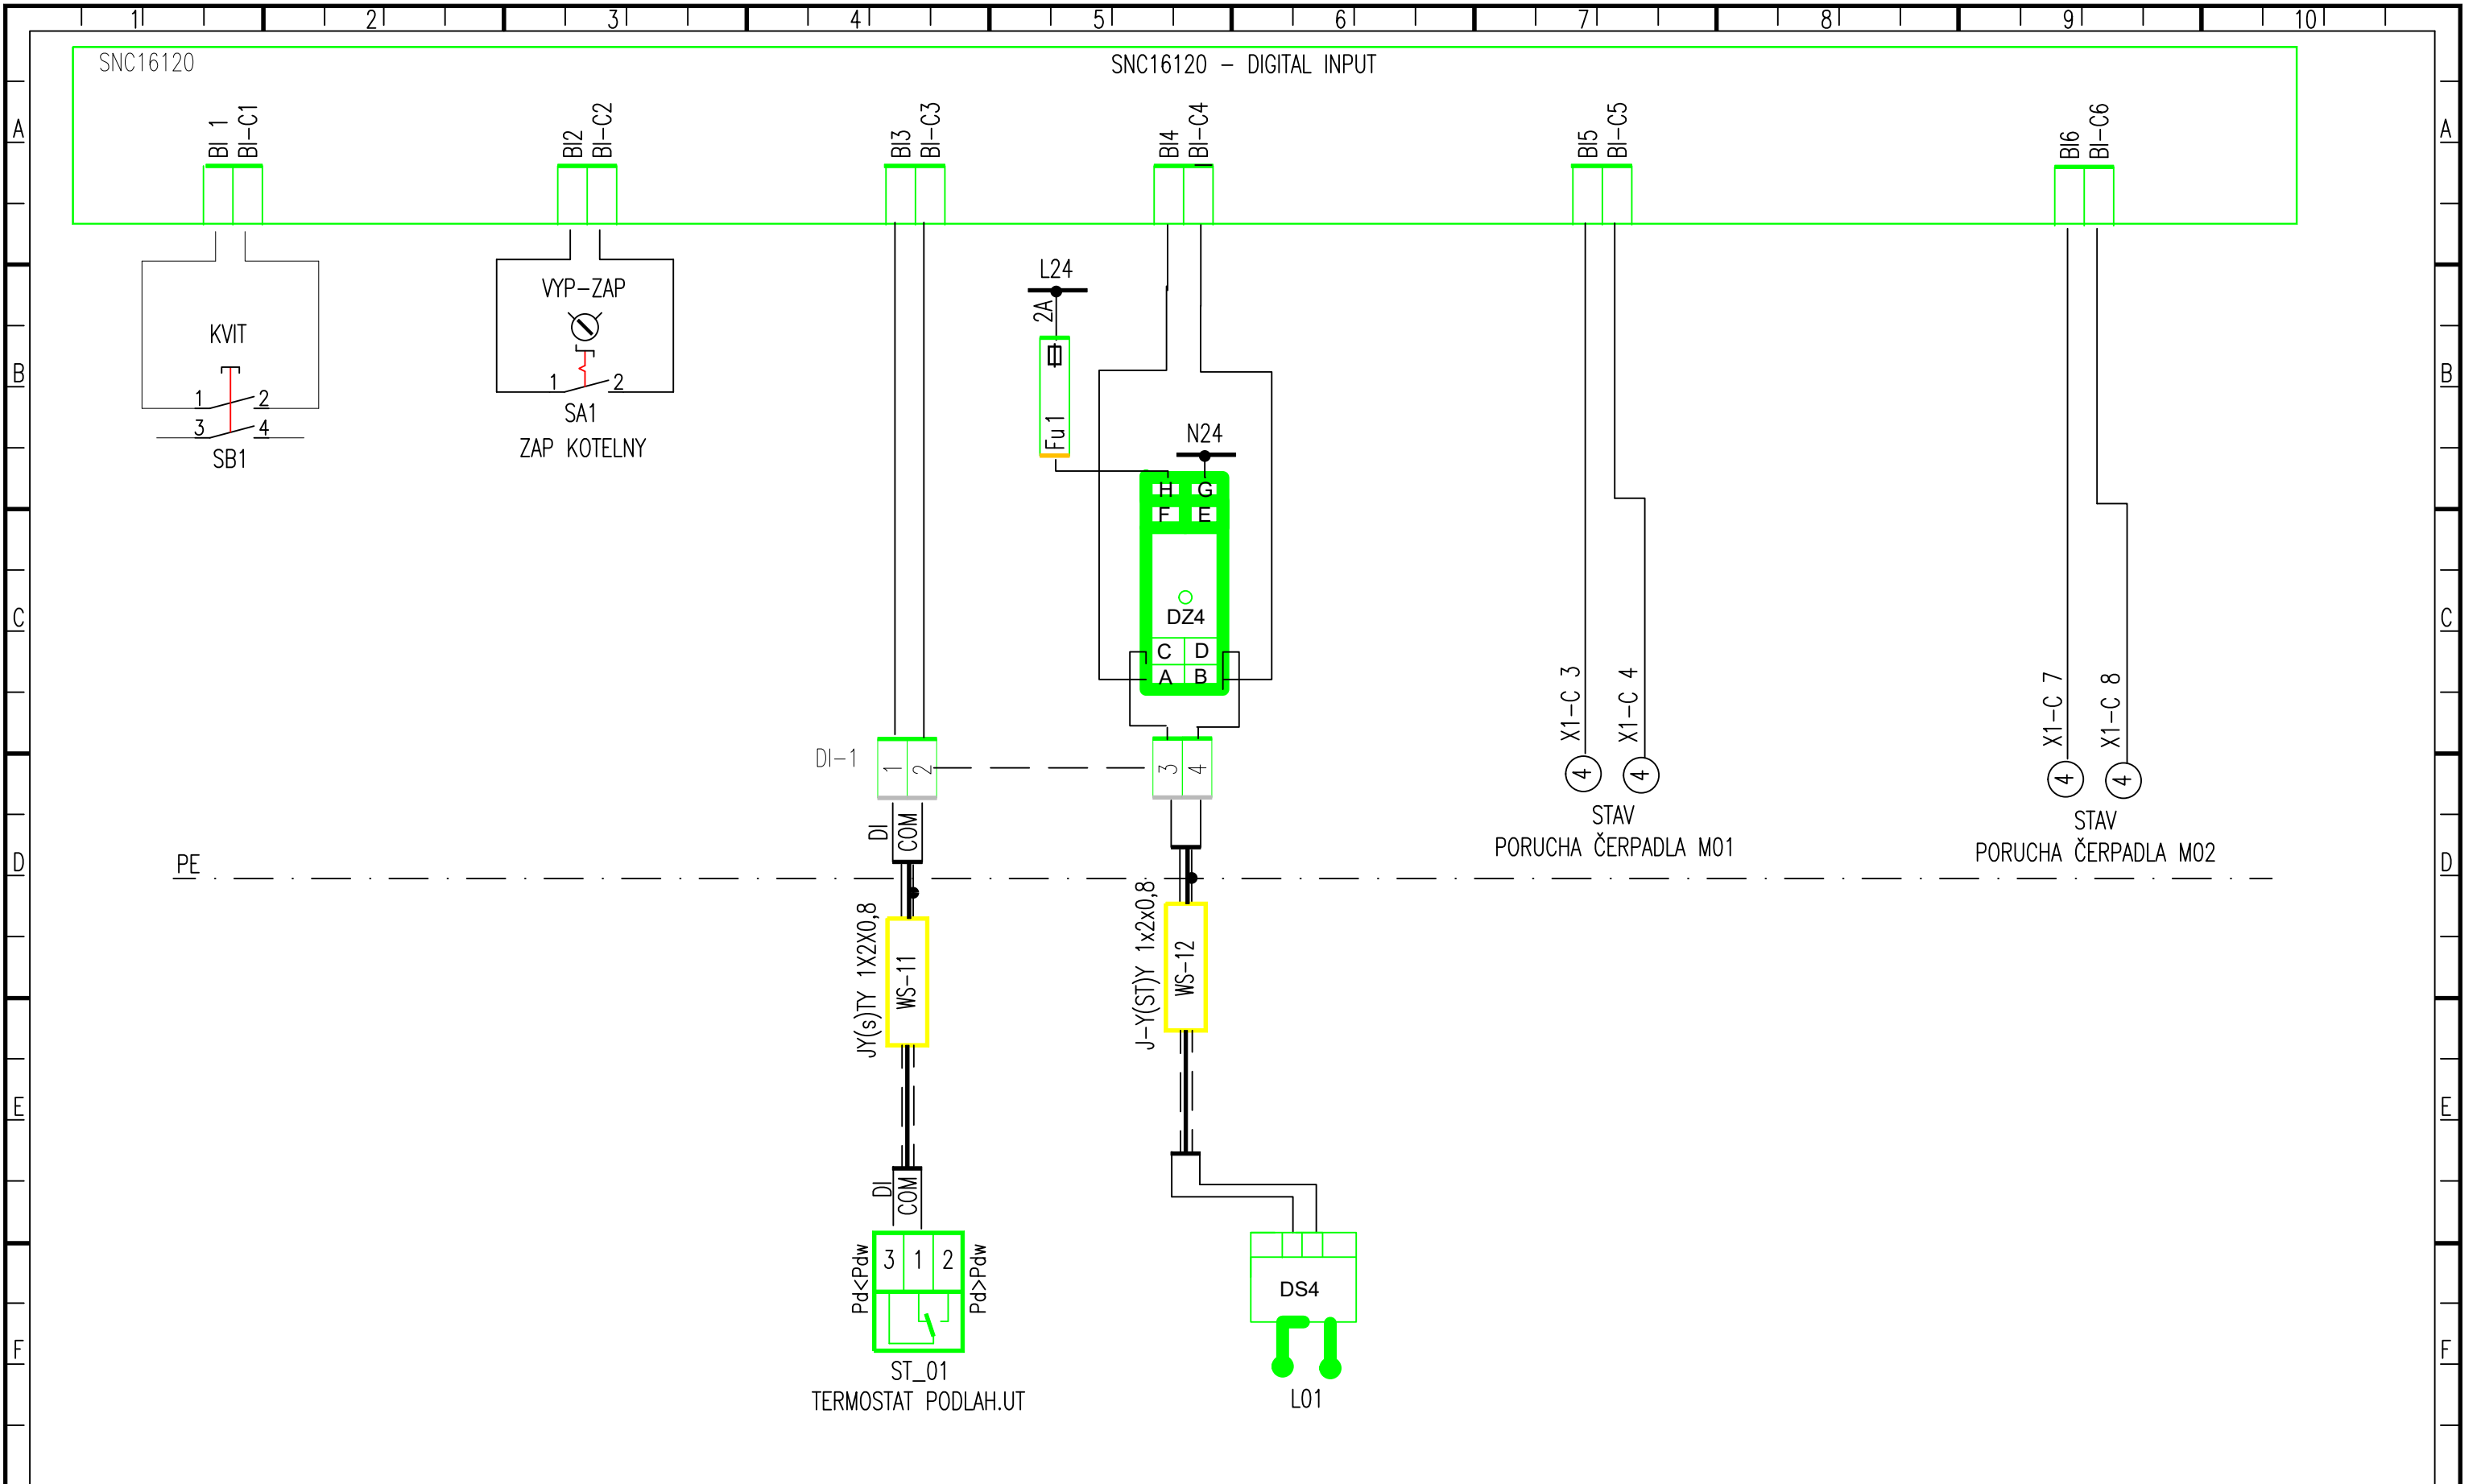 1 2 3 4 5 6 7 8 9 10
SNC16120
SNC16120 - DIGITAL INPUT
A
A
BI 1
BI-C1
BI2
BI-C2
BI3
BI-C3
BI4
BI-C4
BI5
BI-C5
BI6
BI-C6
L24
2A
VYP-ZAP
KVIT
B
B
1 2
3 4
SB1
1 2
SA1
ZAP KOTELNY
Fu1
N24
H G
F E
DZ4
C D
A B
C
C
X1-C 3
X1-C 4
X1-C 7
X1-C 8
DI-1
1 2
3 4
4
4
4
4
STAV
PORUCHA ČERPADLA M01
STAV
PORUCHA ČERPADLA M02
DI
COM
D
D
PE
JY(s)TY 1X2X0,8
WS-11
J-Y(ST)Y 1x2x0,8
WS-12
E
E
DI
COM
Pd<Pdw
3 1 2
Pd>Pdw
DS4
F
F
ST_01
TERMOSTAT PODLAH.UT
L01